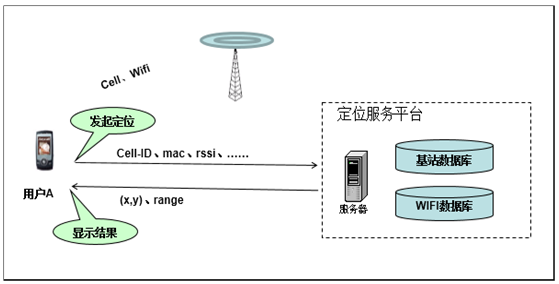 Cell、Wifi
发起定位
定位服务平台
Cell-ID、mac、rssi、……
基站数据库
用户A
(x,y)、range
服务器
WIFI数据库
显示结果